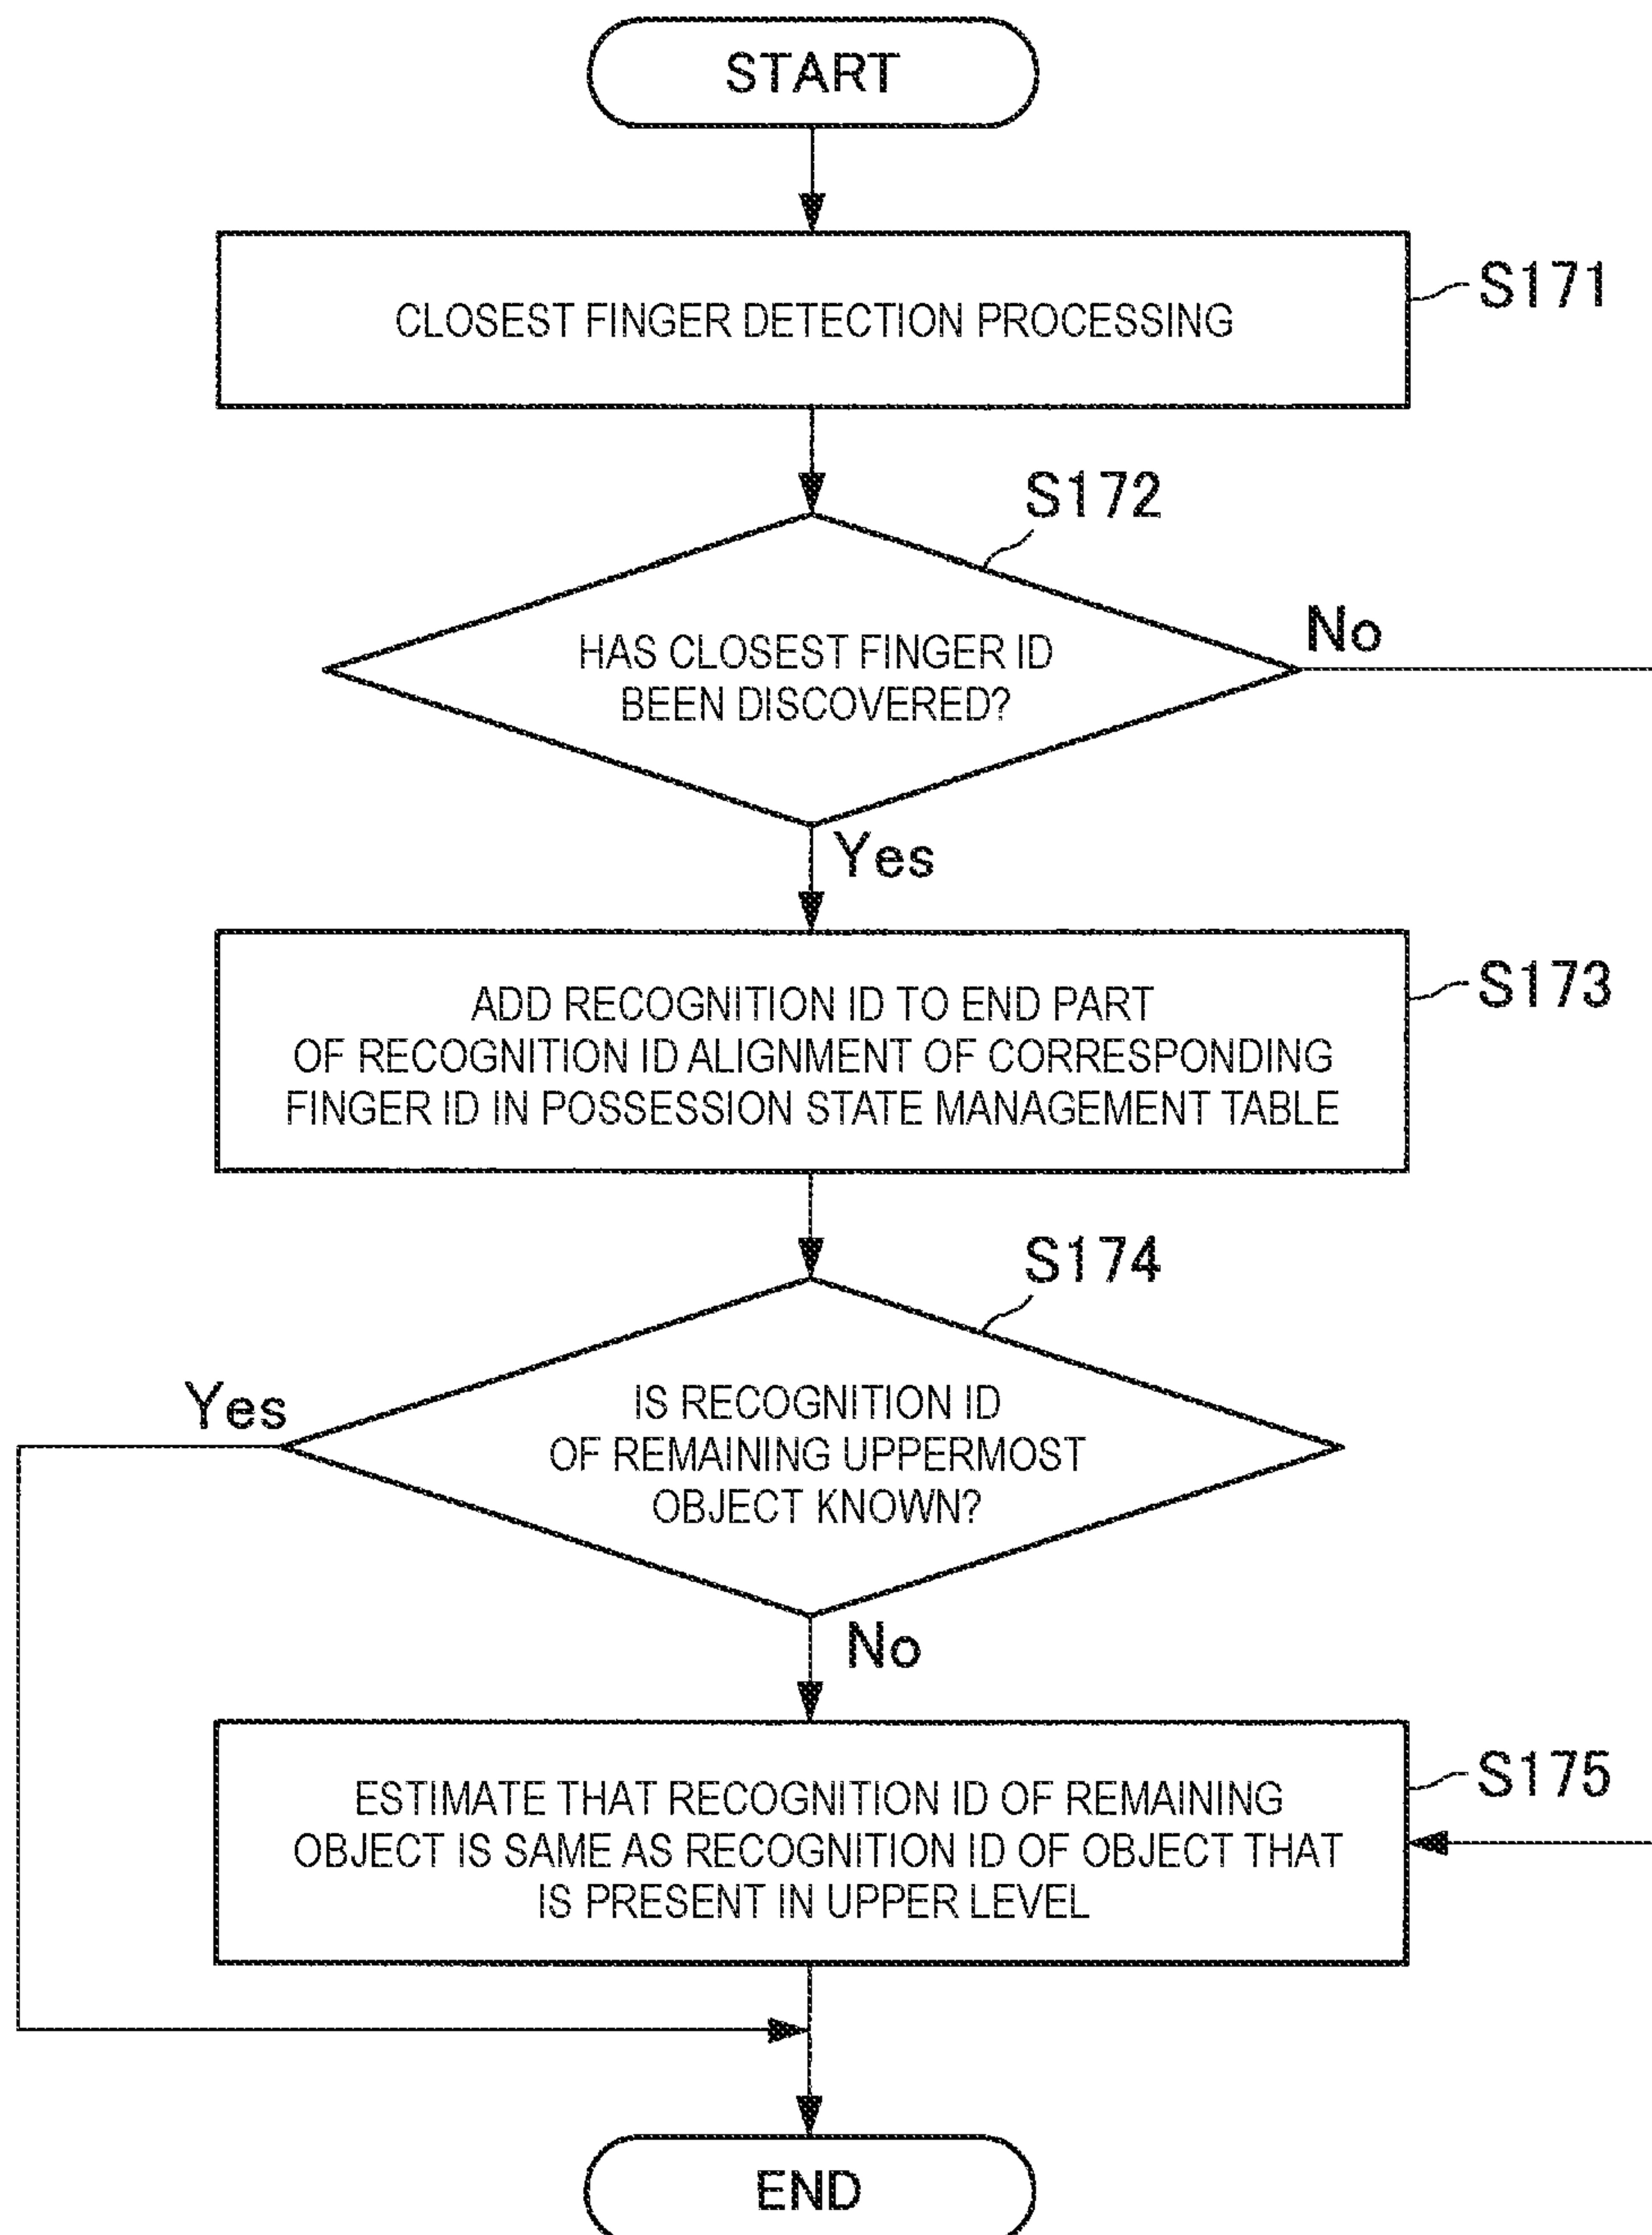 START
CLOSEST FINGER DETECTION PROCESSING
S171
S172
HAS CLOSEST FINGER ID
BEEN DISCOVERED?
No
Yes
ADD RECOGNITION ID TO END PART
OF RECOGNITION ID ALIGNMENT OF CORRESPONDING
FINGER ID IN POSSESSION STATE MANAGEMENT TABLE
S173
S174
IS RECOGNITION ID
OF REMAINING UPPERMOST
OBJECT KNOWN?
Yes
No
ESTIMATE THAT RECOGNITION ID OF REMAINING
OBJECT IS SAME AS RECOGNITION ID OF OBJECT THAT
IS PRESENT IN UPPER LEVEL
S175
END